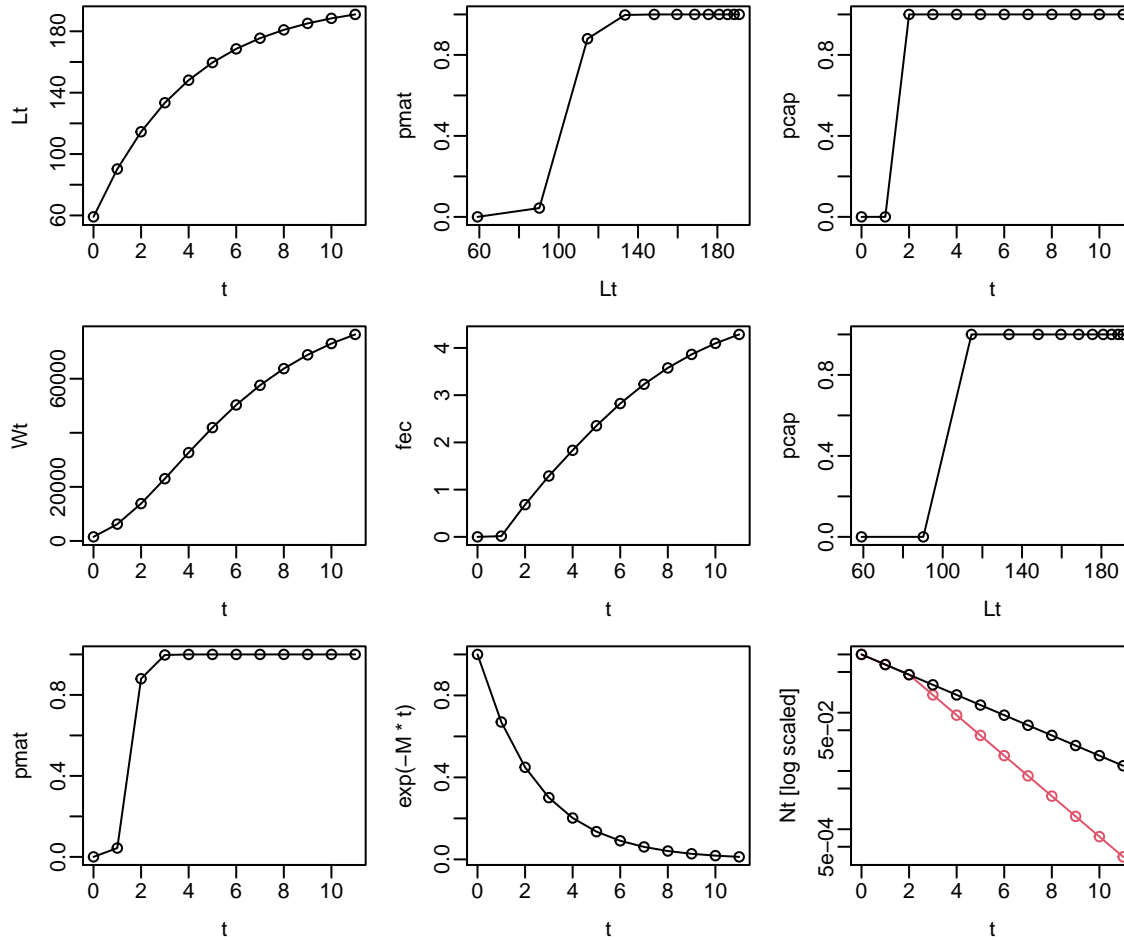 Lt
60
100
140
180
0 2 4 6 8 10
t
pmat
0.0
0.4
0.8
60 100 140 180
Lt
pcap
0.0
0.4
0.8
0 2 4 6 8 10
t
Wt
0
20000
60000
0 2 4 6 8 10
t
fec
0
1
2
3
4
0 2 4 6 8 10
t
pcap
0.0
0.4
0.8
60 100 140 180
Lt
pmat
0.0
0.4
0.8
0 2 4 6 8 10
t
exp(−M * t)
0.0
0.4
0.8
0 2 4 6 8 10
t
Nt [log scaled]
5e−04
5e−02
0 2 4 6 8 10
t